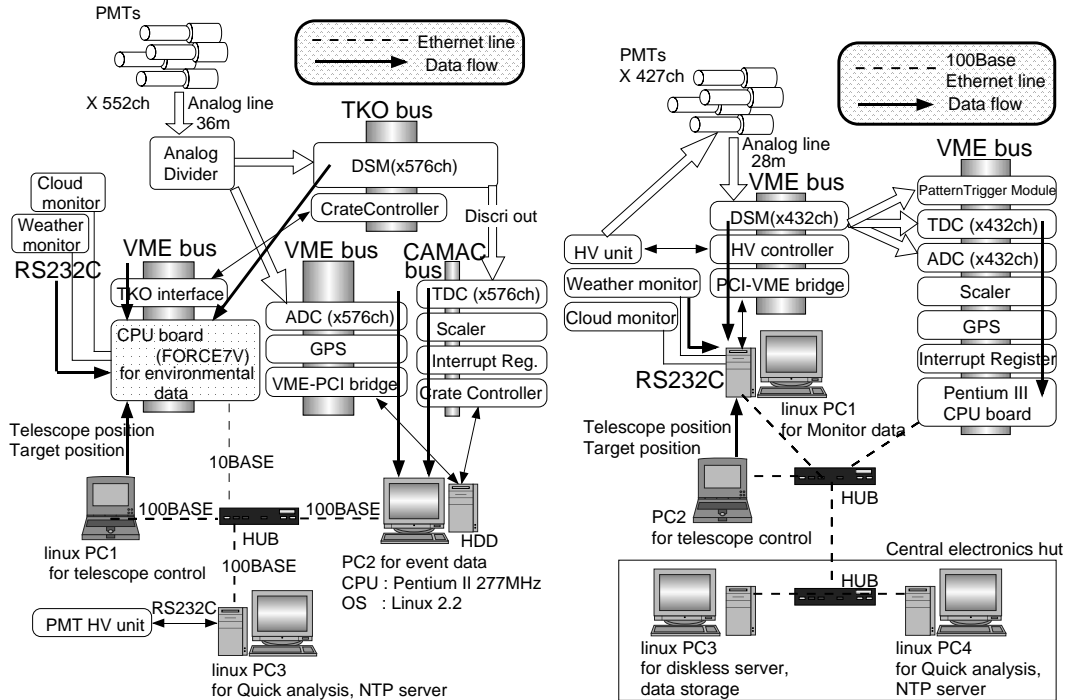 PMTs
X 552ch
Analog line
36m
Ethernet line
Data flow
TKO bus
Analog
Divider
DSM(x576ch)
CrateController
Discri out
Cloud
monitor
Weather
monitor
RS232C
VME bus
TKO interface
CPU board
(FORCE7V)
for environmental
data
VME bus
ADC (x576ch)
GPS
VME-PCI bridge
CAMAC
bus
TDC (x576ch)
Scaler
Interrupt Reg.
Crate Controller
Telescope position
Target position
10BASE
100BASE
100BASE
HUB
HDD
linux PC1
for telescope control
100BASE
PC2 for event data
CPU : Pentium II 277MHz
OS : Linux 2.2
RS232C
PMT HV unit
linux PC3
for Quick analysis, NTP server
PMTs
X 427ch
100Base
Ethernet line
Data flow
Analog line
28m
VME bus
VME bus
DSM(x432ch)
HV unit
HV controller
PCI-VME bridge
Weather monitor
Cloud monitor
RS232C
PatternTrigger Module
TDC (x432ch)
ADC (x432ch)
Scaler
GPS
Interrupt Register
Pentium III
CPU board
linux PC1
for Monitor data
Telescope position
Target position
HUB
PC2
for telescope control
Central electronics hut
HUB
linux PC3
for diskless server,
data storage
linux PC4
for Quick analysis,
NTP server